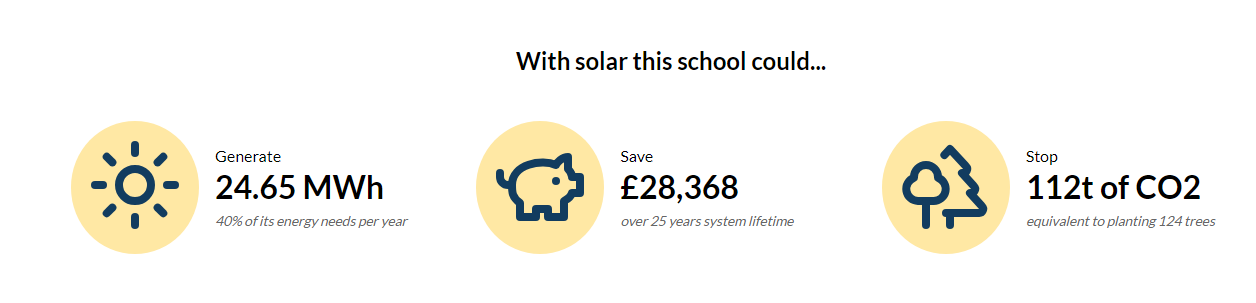 With solar this school could...
Generate
24.65 MWh
40% of its energy needs per year
Save
£28,368
over 25 years system lifetime
Stop
112t of CO2
equivalent to planting 124 trees